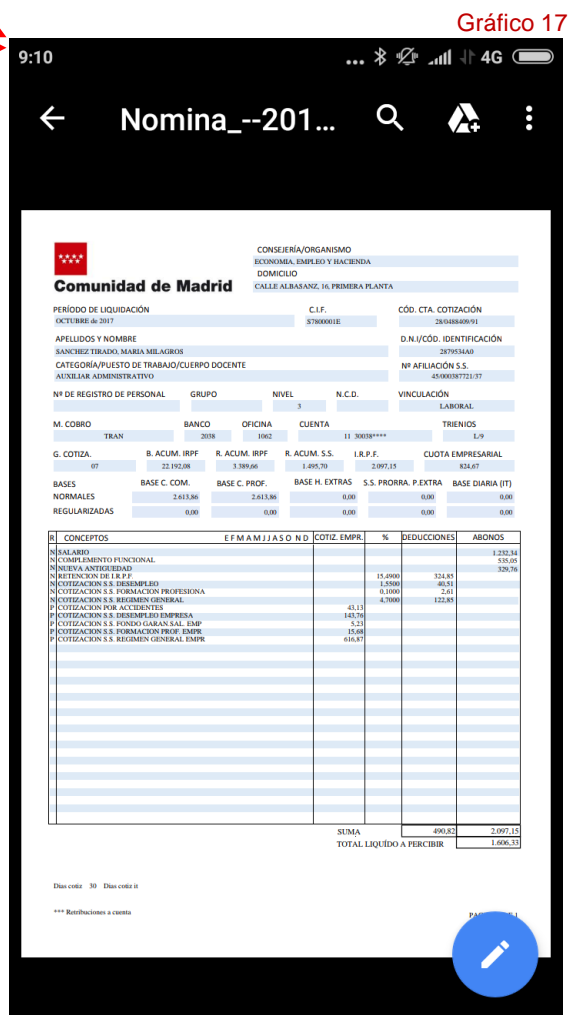 Gráfico 17
9:10 ... 4G
Nomina_--201...
CONSEJERÍA/ORGANISMO
ECONOMIA, EMPLEO Y HACIENDA
DOMICILIO
Comunidad de Madrid CALLE ALBASANZ, 16, PRIMERA PLANTA
PERÍODO DE LIQUIDACIÓN C.I.F. CÓD. CTA. COTIZACIÓN
OCTUBRE de 2017 S7800001E 28/0488409/91
APELLIDOS Y NOMBRE D.N.I/CÓD. IDENTIFICACIÓN
SANCHEZ TIRADO, MARIA MILAGROS 2879534A0
CATEGORÍA/PUESTO DE TRABAJO/CUERPO DOCENTE Nº AFILIACIÓN S.S.
AUXILIAR ADMINISTRATIVO 45/000387721/37
Nº DE REGISTRO DE PERSONAL GRUPO NIVEL N.C.D. VINCULACIÓN
3 LABORAL
M. COBRO BANCO OFICINA CUENTA TRIENIOS
TRAN 2038 1062 11 30038**** L/9
G. COTIZA. B. ACUM. IRPF R. ACUM. IRPF R. ACUM. S.S. I.R.P.F. CUOTA EMPRESARIAL
07 22.192,08 3.389,66 1.495,70 2.097,15 824,67
BASES BASE C. COM. BASE C. PROF. BASE H. EXTRAS S.S. PRORRA. P.EXTRA BASE DIARIA (IT)
NORMALES 2.613,86 2.613,86 0,00 0,00 0,00
REGULARIZADAS 0,00 0,00 0,00 0,00 0,00
R CONCEPTOS E F M A M J J A S O N D COTIZ. EMPR. % DEDUCCIONES ABONOS
N SALARIO 1.232,34
N COMPLEMENTO FUNCIONAL 535,05
N NUEVA ANTIGUEDAD 329,76
N RETENCION DE I.R.P.F. 15,4900 324,85
N COTIZACION S.S. DESEMPLEO 1,5500 40,51
N COTIZACION S.S. FORMACION PROFESIONA 0,1000 2,61
N COTIZACION S.S. REGIMEN GENERAL 4,7000 122,85
P COTIZACION POR ACCIDENTES 43,13
P COTIZACION S.S. DESEMPLEO EMPRESA 143,76
P COTIZACION S.S. FONDO GARAN.SAL. EMP 5,23
P COTIZACION S.S. FORMACION PROF. EMPR 15,68
P COTIZACION S.S. REGIMEN GENERAL EMPR 616,87
SUMA 490,82 2.097,15
TOTAL LIQUÍDO A PERCIBIR 1.606,33
Dias cotiz 30 Dias cotiz it
*** Retribuciones a cuenta